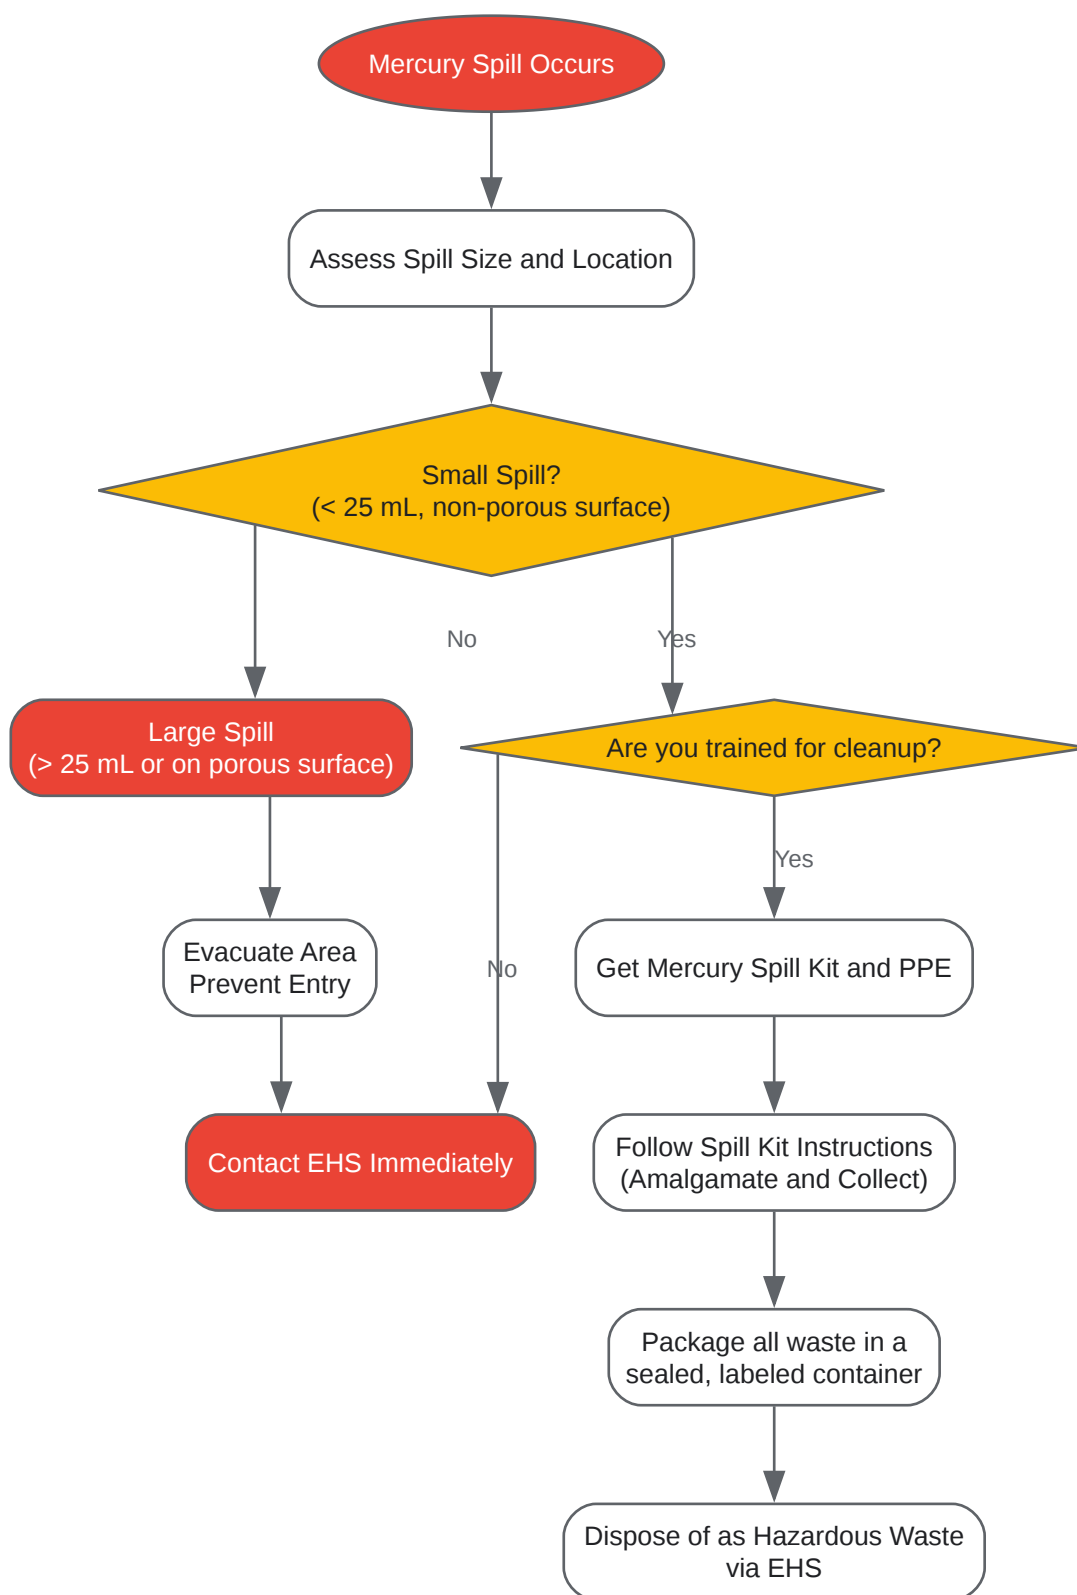 Mercury Spill Occurs
Assess Spill Size and Location
Small Spill?
(< 25 mL, non-porous surface)
No
Yes
Large Spill
(> 25 mL or on porous surface)
Are you trained for cleanup?
Yes
Evacuate Area
Prevent Entry
No
Get Mercury Spill Kit and PPE
Contact EHS Immediately
Follow Spill Kit Instructions
(Amalgamate and Collect)
Package all waste in a
sealed, labeled container
Dispose of as Hazardous Waste
via EHS